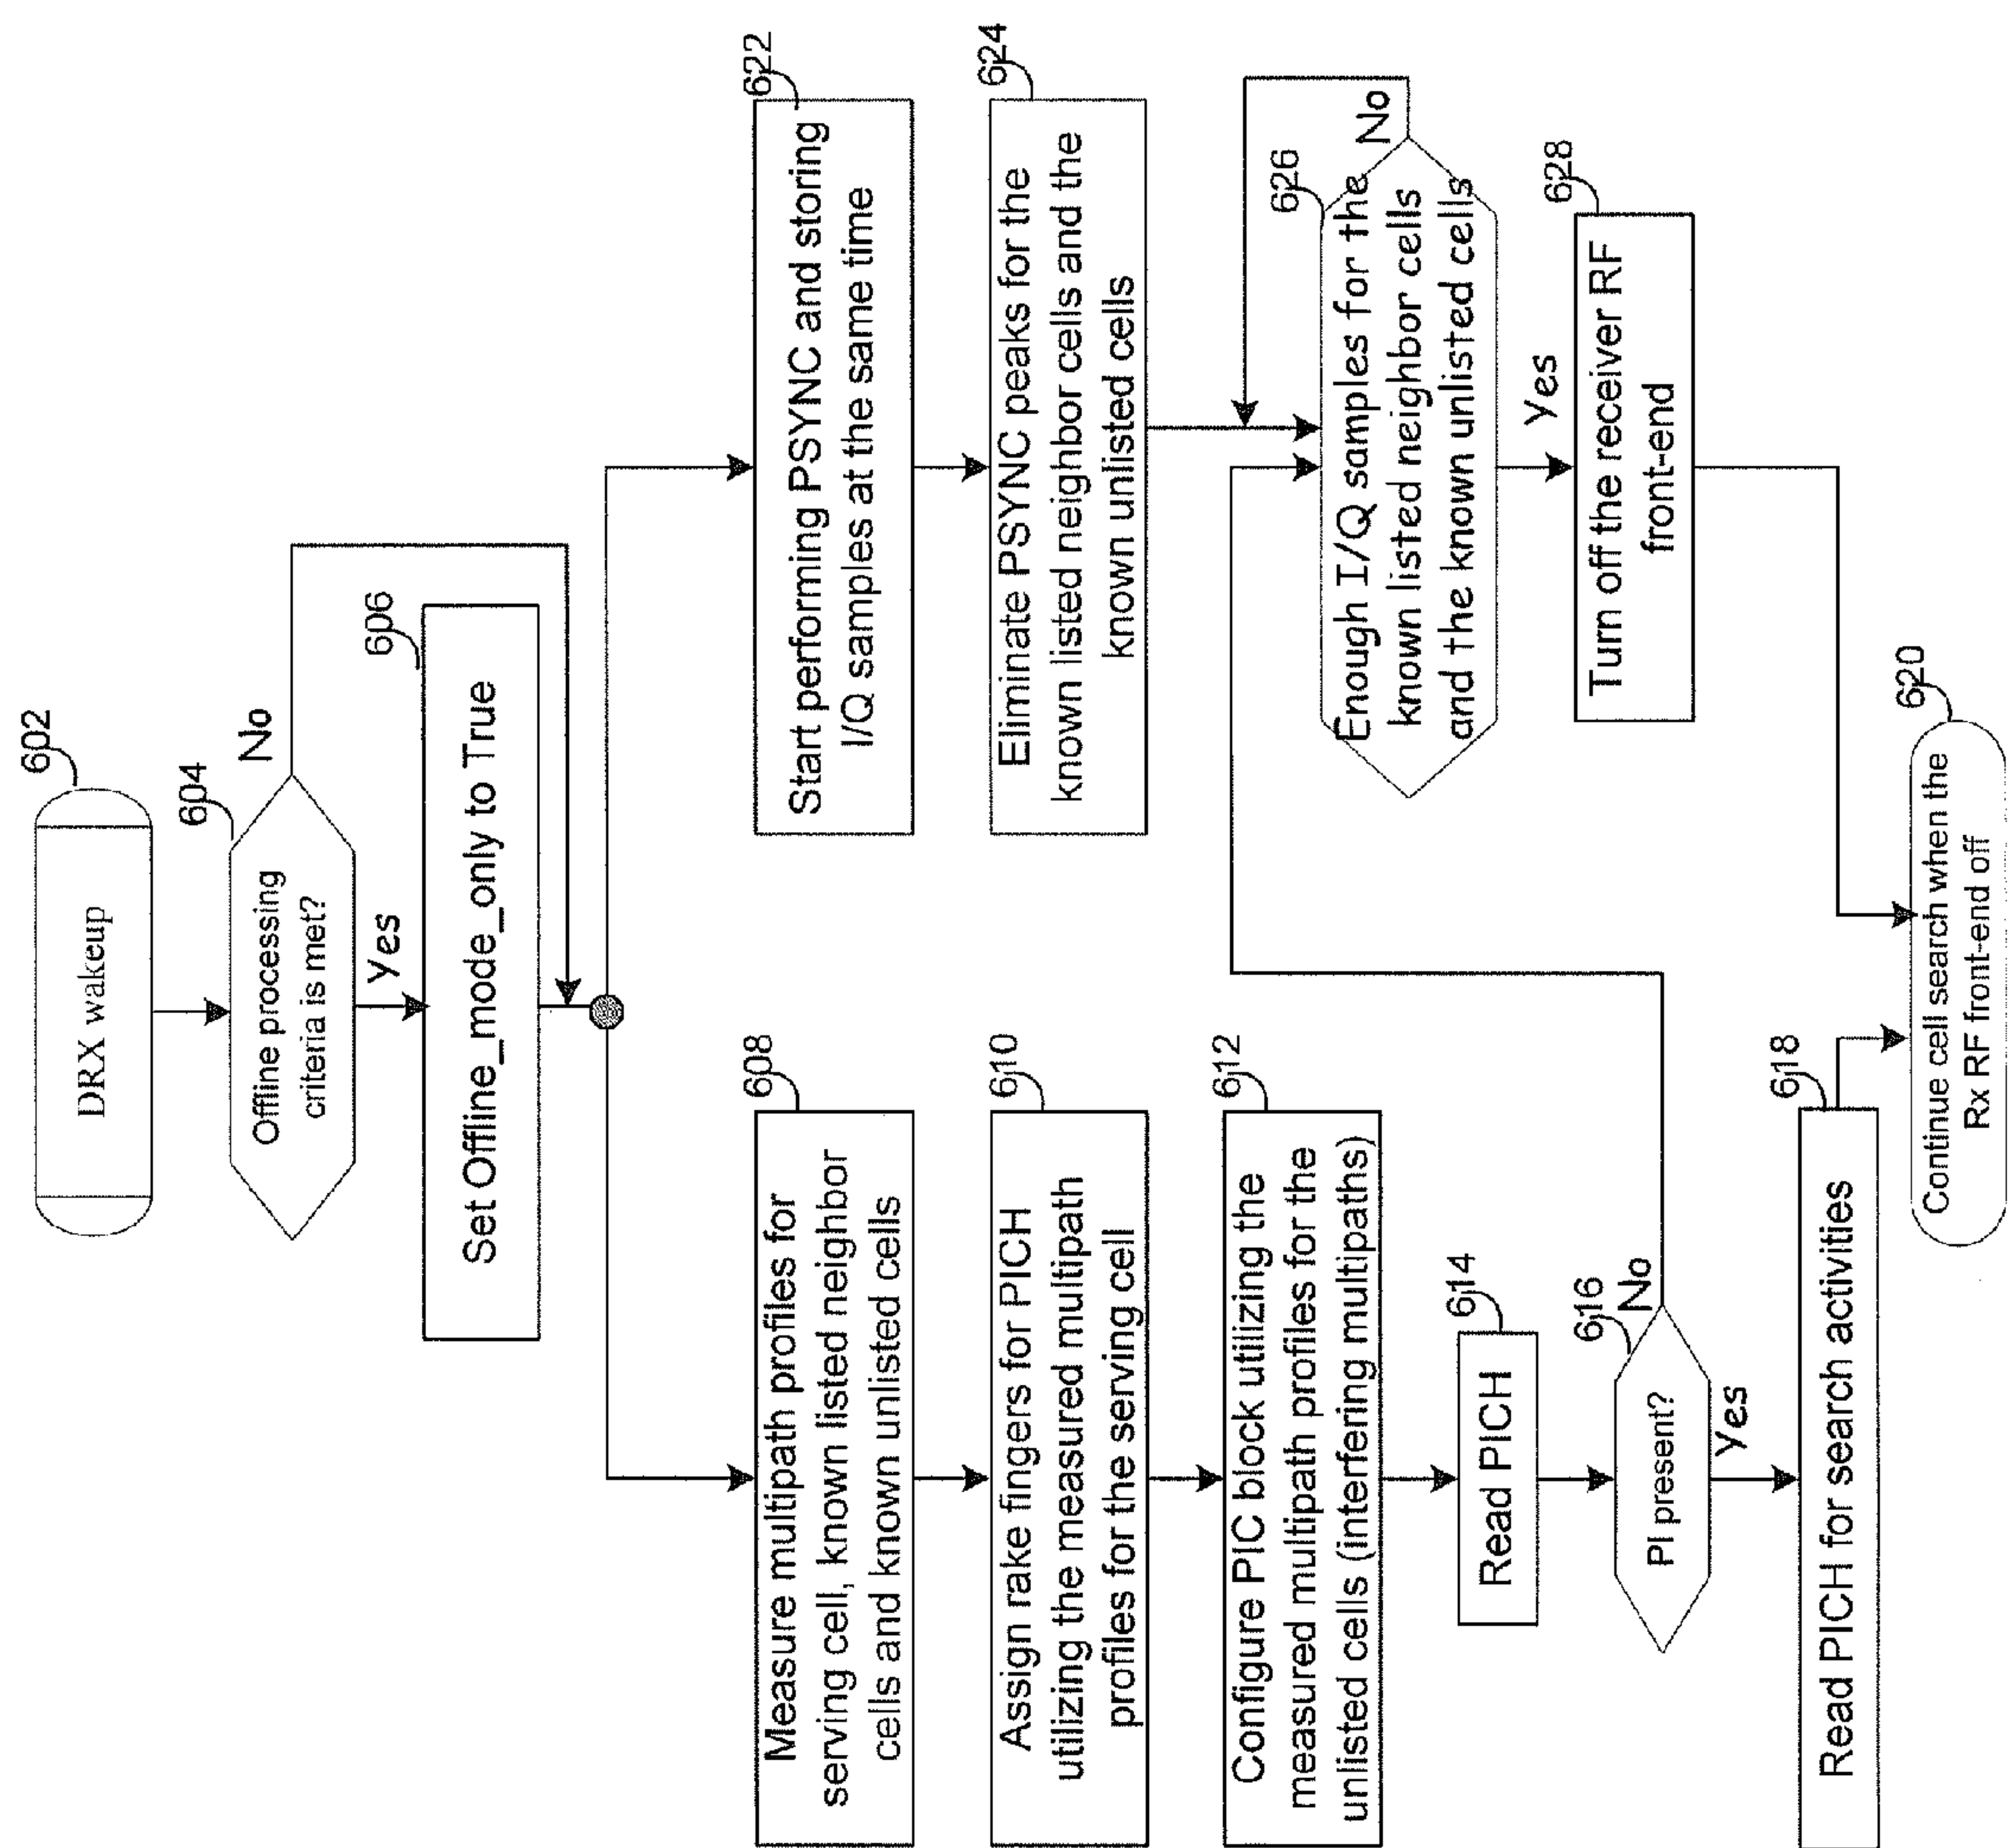 602
DRX wakeup
604
Offline processing
criteria is met?
No
Yes
606
Set Offline_mode_only to True
608
Measure multipath profiles for
serving cell, known listed neighbor
cells and known unlisted cells
610
Assign rake fingers for PICH
utilizing the measured multipath
profiles for the serving cell
612
Configure PIC block utilizing the
measured multipath profiles for the
unlisted cells (interfering multipaths)
614
Read PICH
616
PI present?
No
Yes
618
Read PICH for search activities
622
Start performing PSYNC and storing
I/Q samples at the same time
624
Eliminate PSYNC peaks for the
known listed neighbor cells and the
known unlisted cells
626
Enough I/Q samples for the
known listed neighbor cells
and the known unlisted cells
No
Yes
628
Turn off the receiver RF
front-end
620
Continue cell search when the
Rx RF front-end off